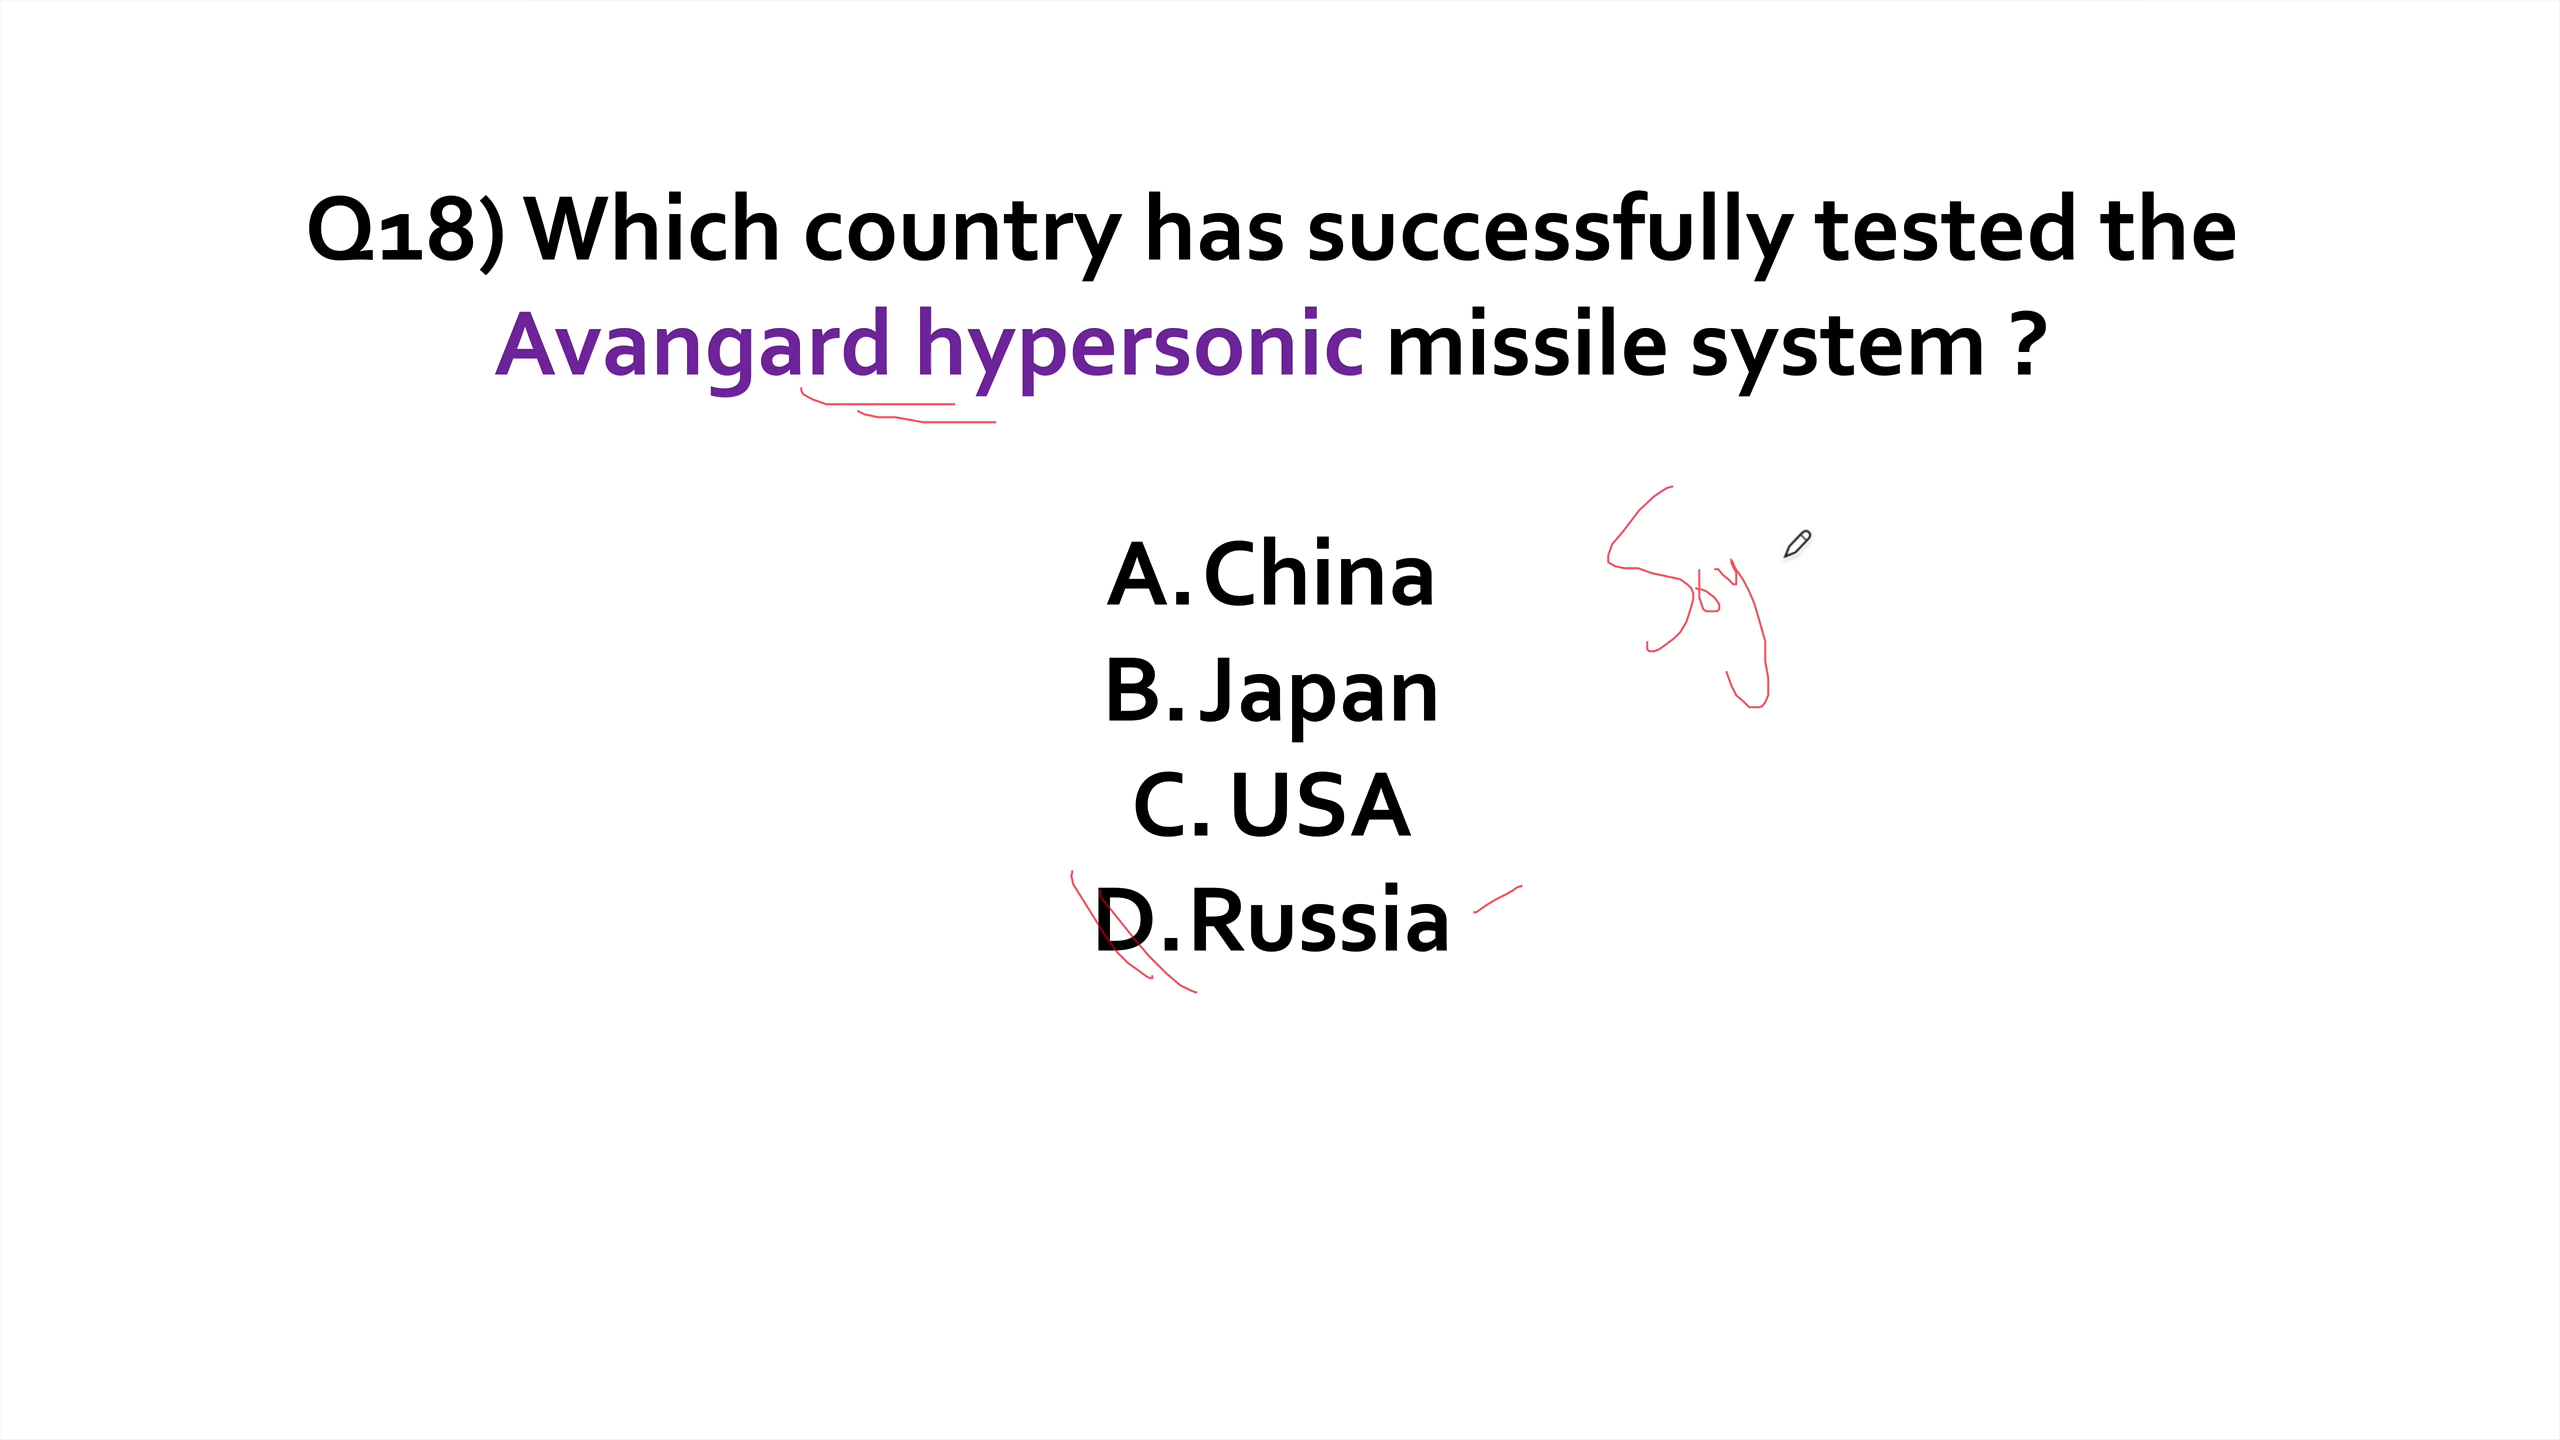 Q18) Which country has successfully tested the
Avangard hypersonic missile system ?
A. China
B. Japan
C. USA
D. Russia